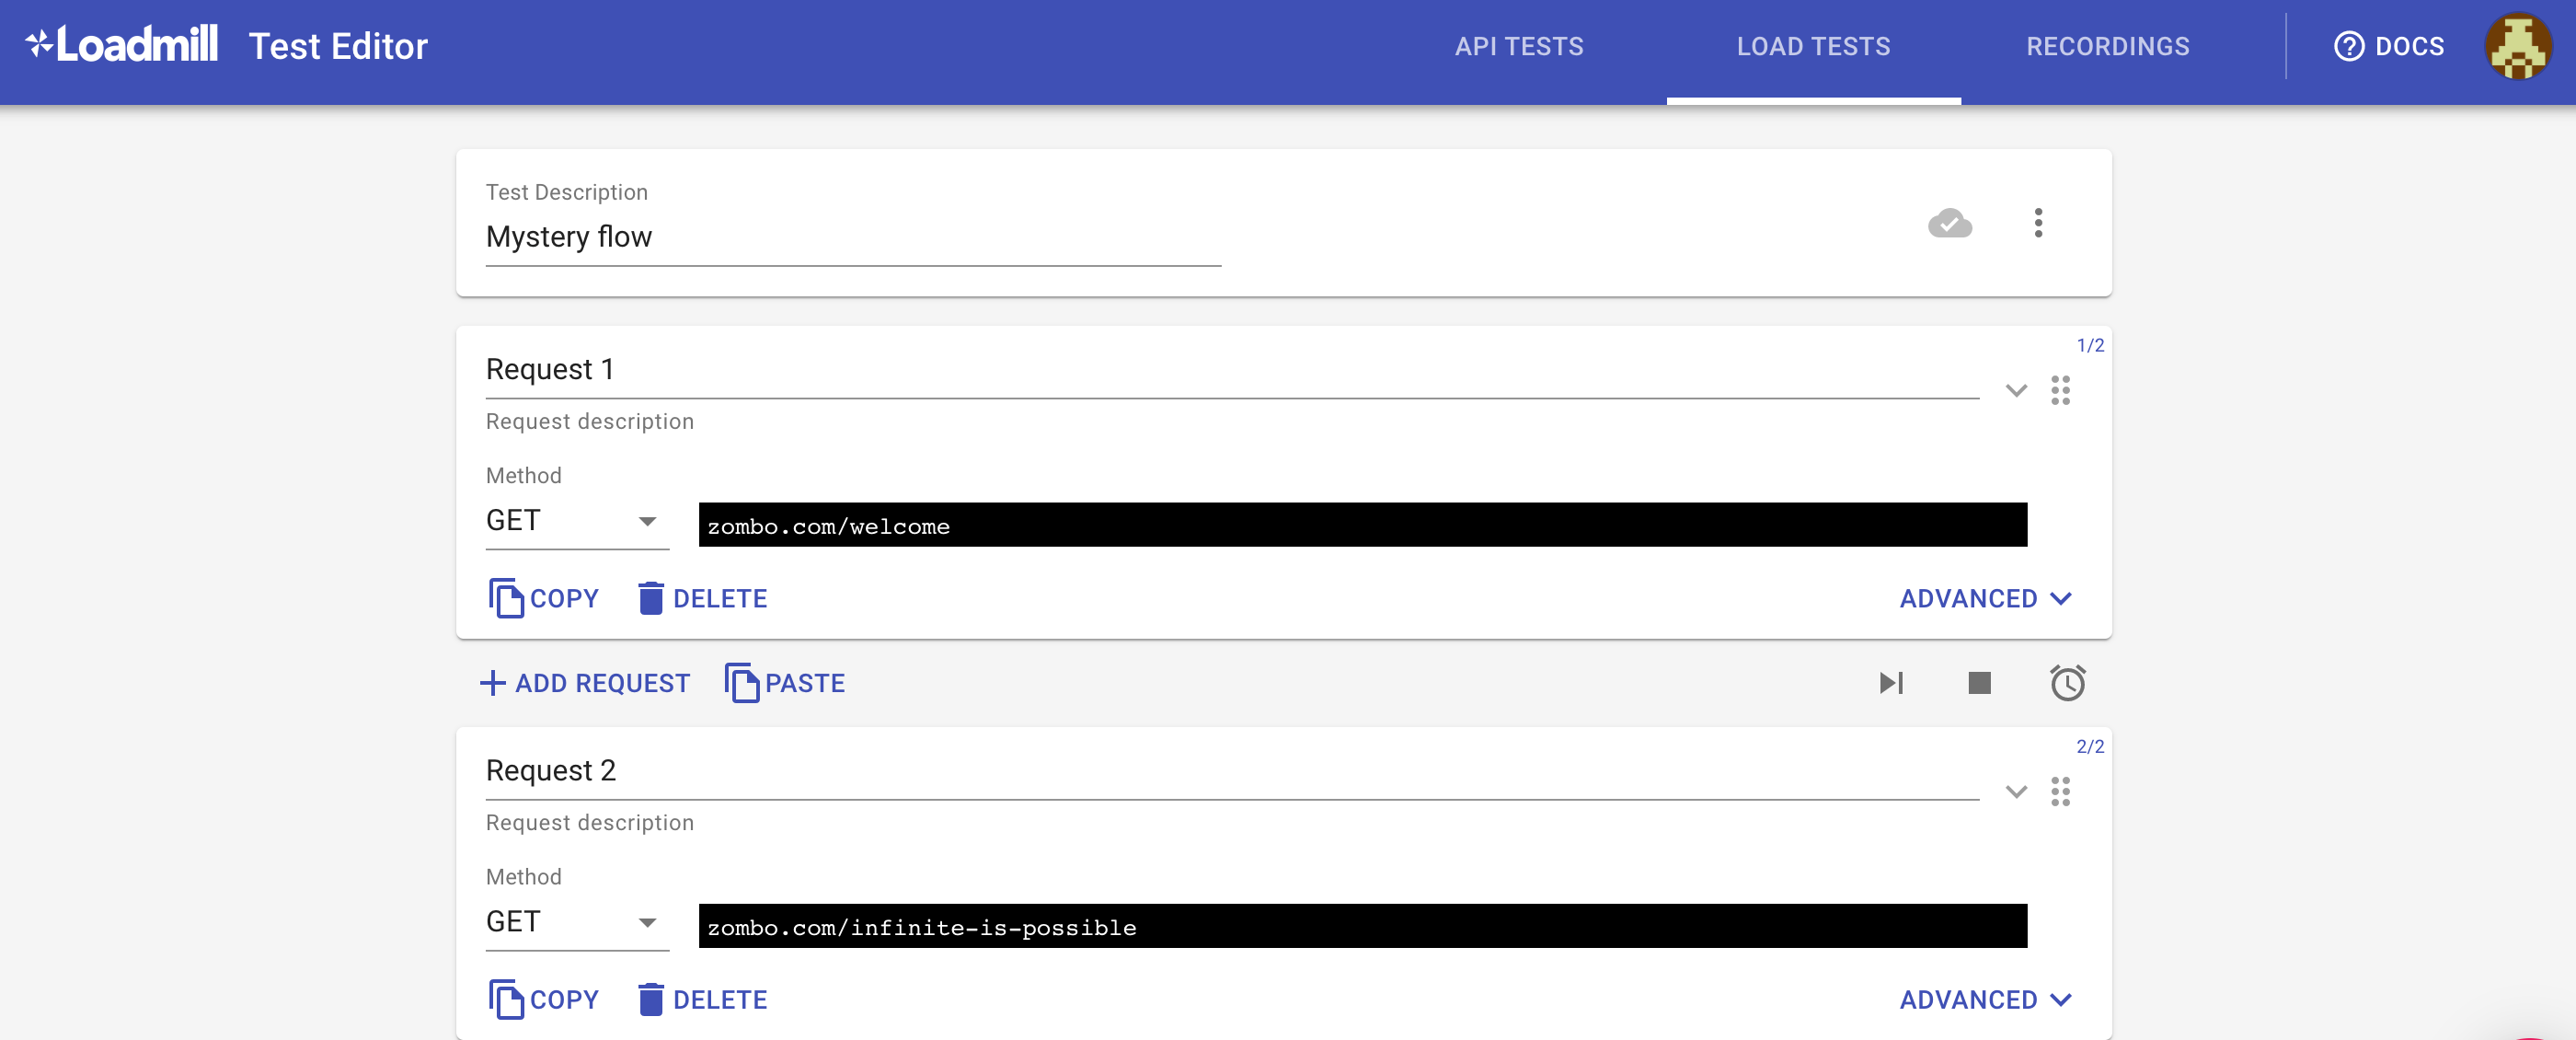 Loadmill Test Editor API TESTS LOAD TESTS RECORDINGS DOCS
Test Description
Mystery flow
1/2
Request 1
Request description
Method
GET zombo.com/welcome
COPY DELETE ADVANCED
ADD REQUEST PASTE
2/2
Request 2
Request description
Method
GET zombo.com/infinite-is-possible
COPY DELETE ADVANCED